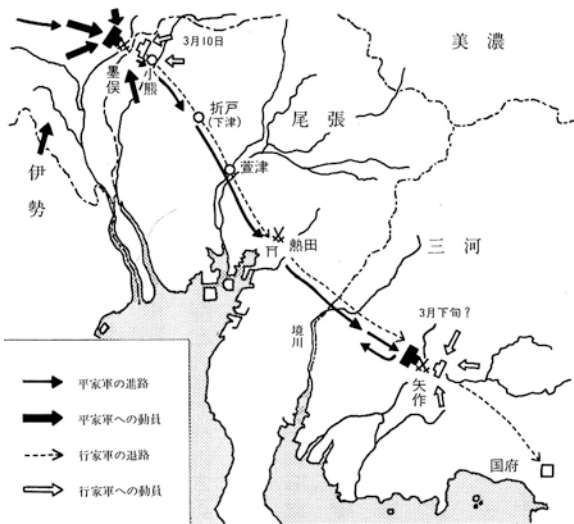 美濃
3月10日
墨俣
小熊
折戸
(下津)
尾張
萱津
伊勢
熱田
三河
境川
3月下旬?
矢作
国府
平家軍の進路
平家軍への動員
行家軍の退路
行家軍への動員